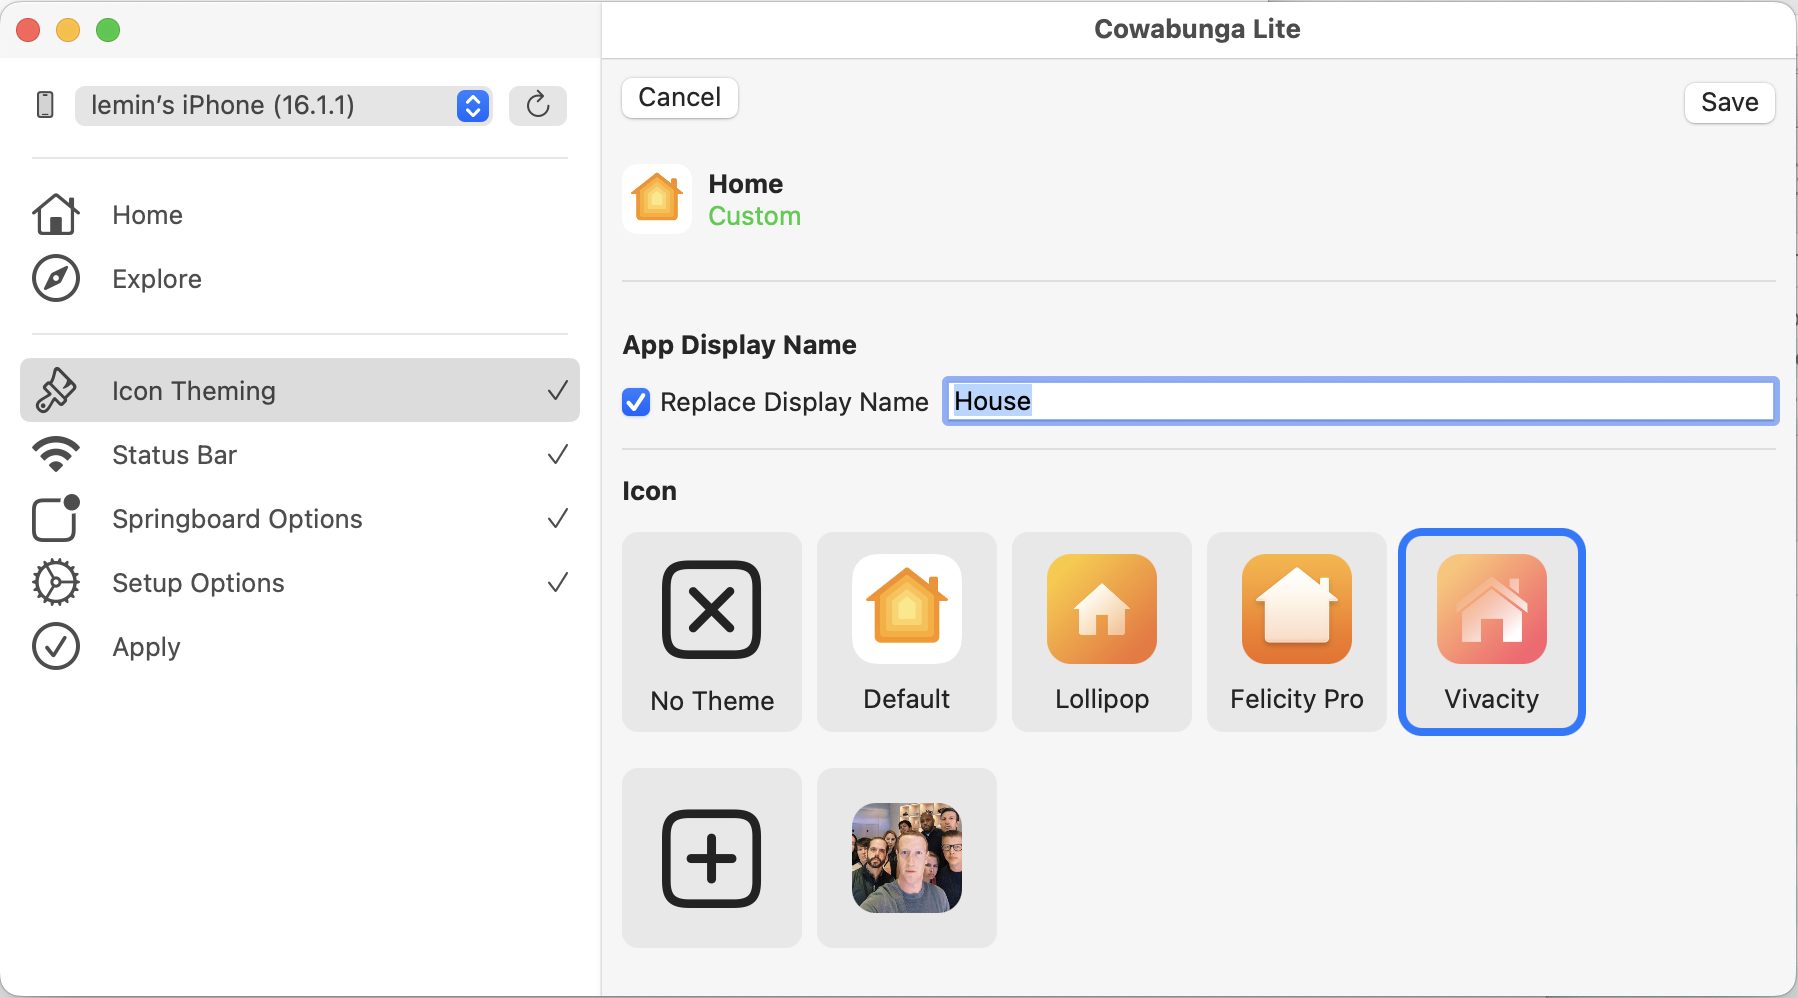 Cowabunga Lite
lemin’s iPhone (16.1.1)
Home
Explore
Icon Theming
Status Bar
Springboard Options
Setup Options
Apply
Cancel
Save
Home
Custom
App Display Name
Replace Display Name House
Icon
No Theme
Default
Lollipop
Felicity Pro
Vivacity